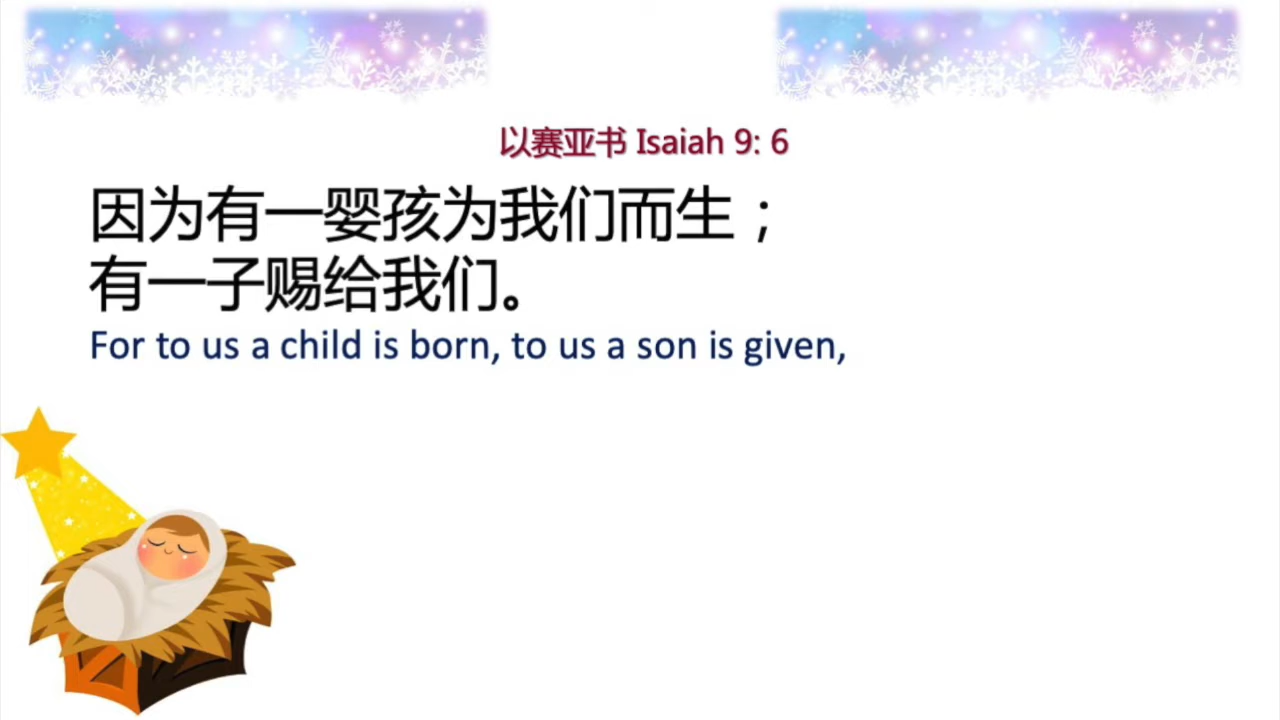 以赛亚书 Isaiah 9: 6
因为有一婴孩为我们而生；
有一子赐给我们。
For to us a child is born, to us a son is given,